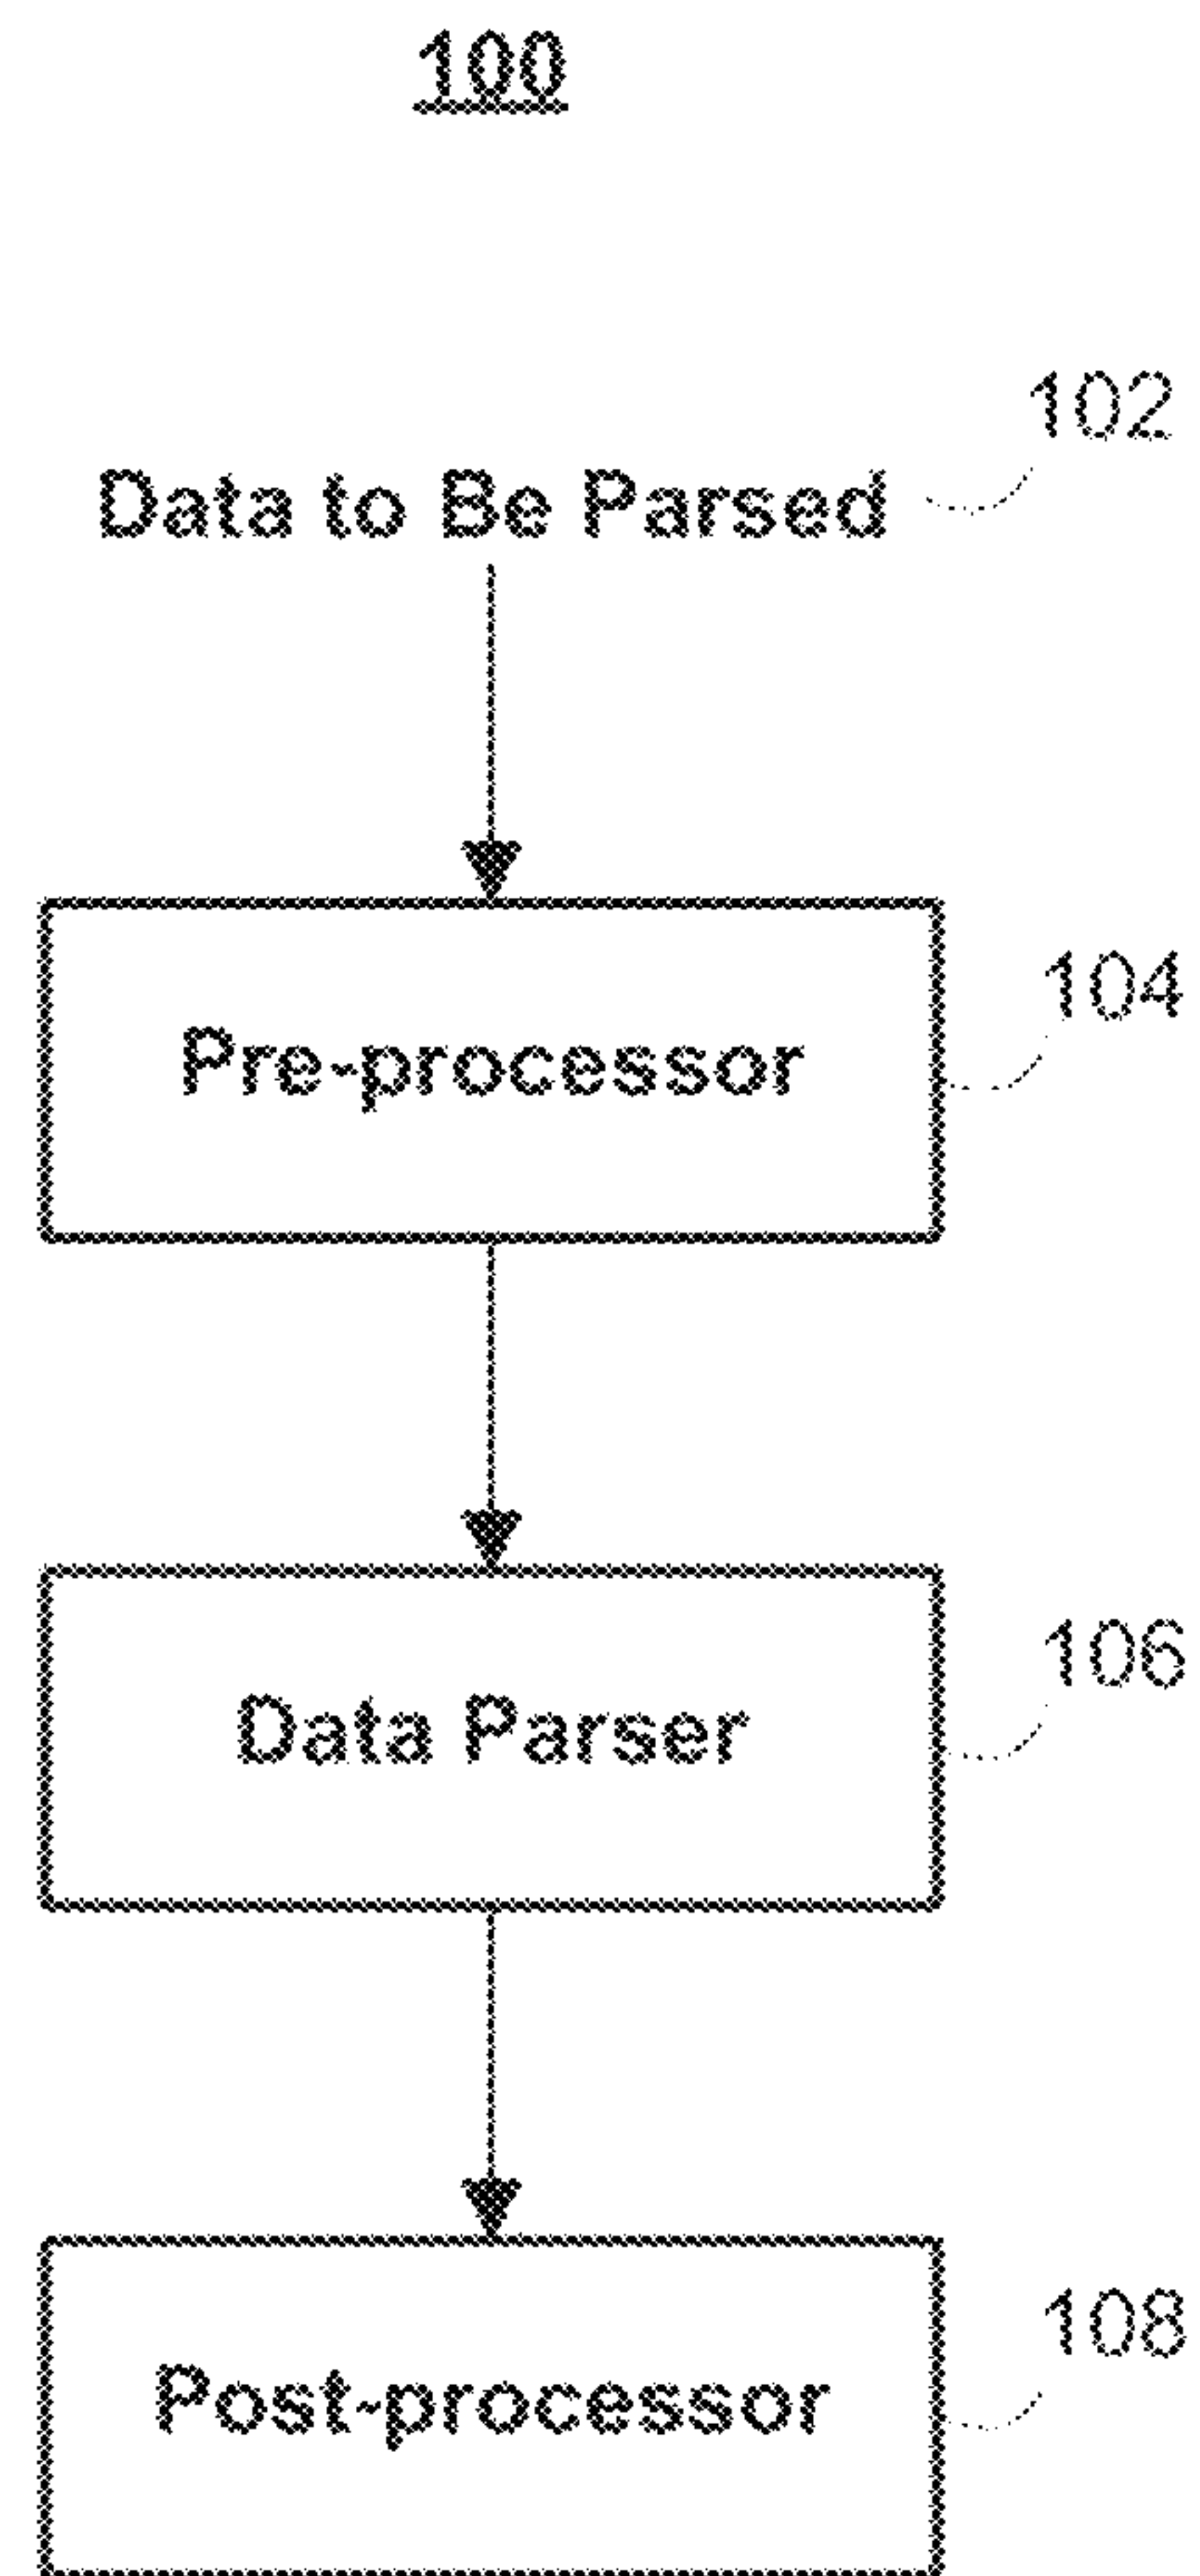 100
102
Data to Be Parsed
104
Pre-processor
106
Data Parser
108
Post-processor